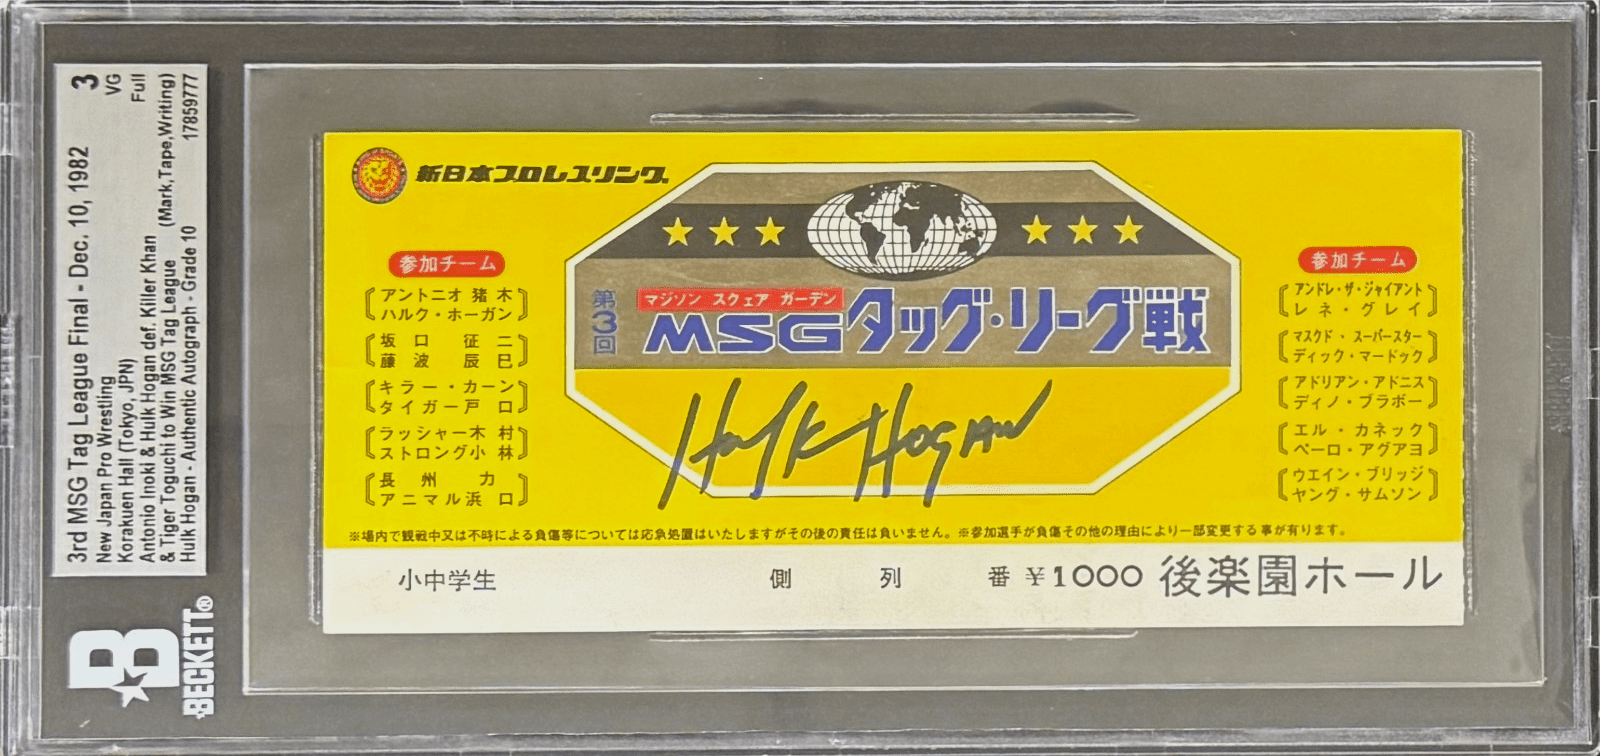 3rd MSG Tag League Final - Dec. 10, 1982
New Japan Pro Wrestling
Korakuen Hall (Tokyo, JPN)
Antonio Inoki & Hulk Hogan def. Killer Khan
& Tiger Toguchi to Win MSG Tag League
Hulk Hogan - Authentic Autograph - Grade 10
3
VG
Full
(Mark,Tape,Writing)
17859777
B
BECKETT®
新日本プロレスリング.
参加チーム
アントニオ猪木
ハルク・ホーガン
坂口征二
藤波辰巳
キラー・カーン
タイガー戸口
ラッシャー木村
ストロング小林
長州力
アニマル浜口
第3回
マジソン スクェア ガーデン
MSGタッグ・リーグ戦
Hulk Hogan
参加チーム
アンドレ・ザ・ジャイアント
レネ・グレイ
マスクド・スーパースター
ディック・マードック
アドリアン・アドニス
ディノ・ブラボー
エル・カネック
ペーロ・アグアヨ
ウエイン・ブリッジ
ヤング・サムソン
※場内で観戦中又は不時による負傷等については応急処置はいたしますがその後の責任は負いません。※参加選手が負傷その他の理由により一部変更する事が有ります。
小中学生 側 列 番 ¥1000 後楽園ホール